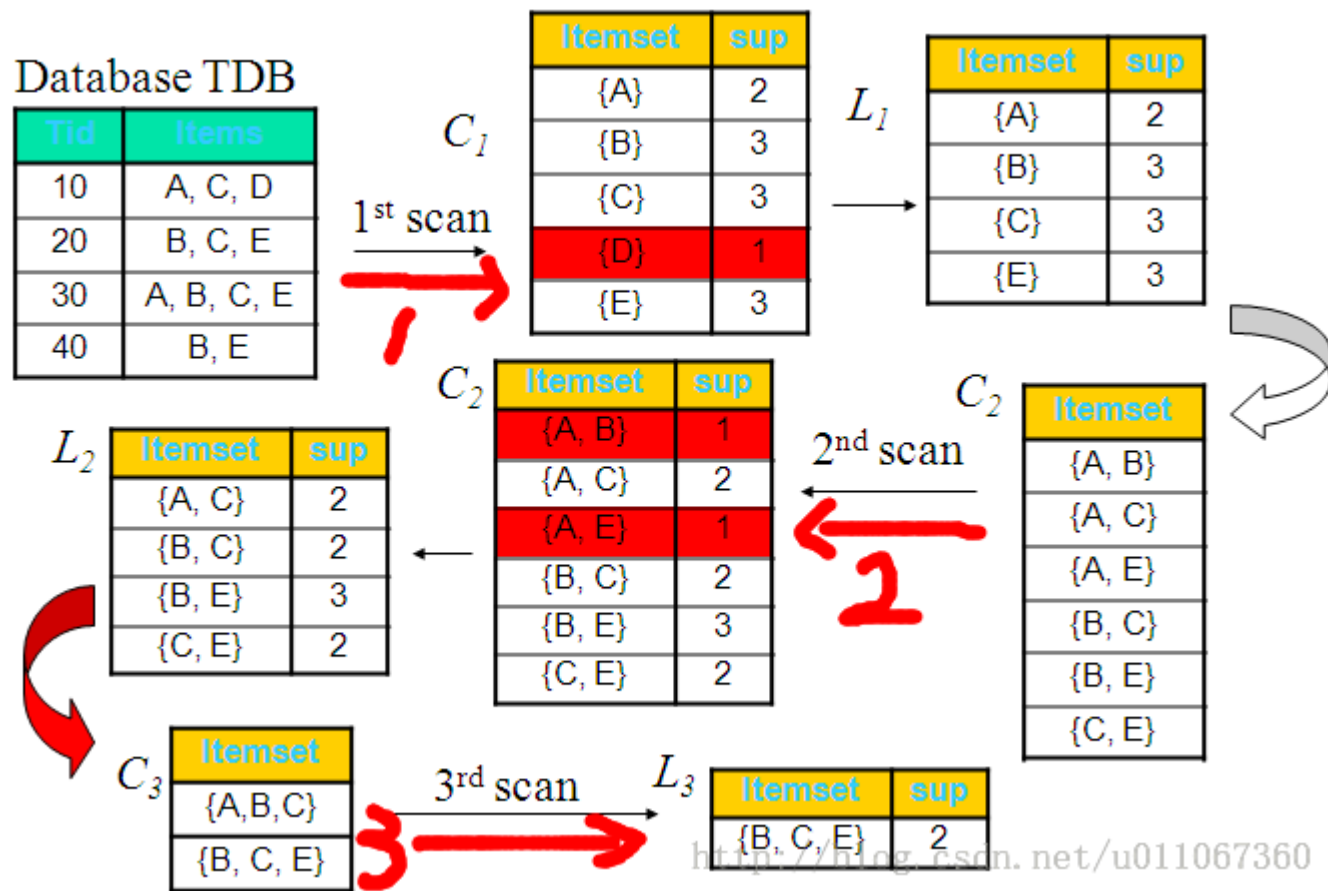 Database TDB
Tid Items
10 A, C, D
20 B, C, E
30 A, B, C, E
40 B, E
1st scan
1
C1
Itemset sup
{A} 2
{B} 3
{C} 3
{D} 1
{E} 3
L1
Itemset sup
{A} 2
{B} 3
{C} 3
{E} 3
C2
Itemset
{A, B}
{A, C}
{A, E}
{B, C}
{B, E}
{C, E}
2nd scan
2
C2
Itemset sup
{A, B} 1
{A, C} 2
{A, E} 1
{B, C} 2
{B, E} 3
{C, E} 2
L2
Itemset sup
{A, C} 2
{B, C} 2
{B, E} 3
{C, E} 2
C3
Itemset
{A,B,C}
{B, C, E}
3rd scan
3
L3
Itemset sup
{B, C, E} 2
http://blog.csdn.net/u011067360